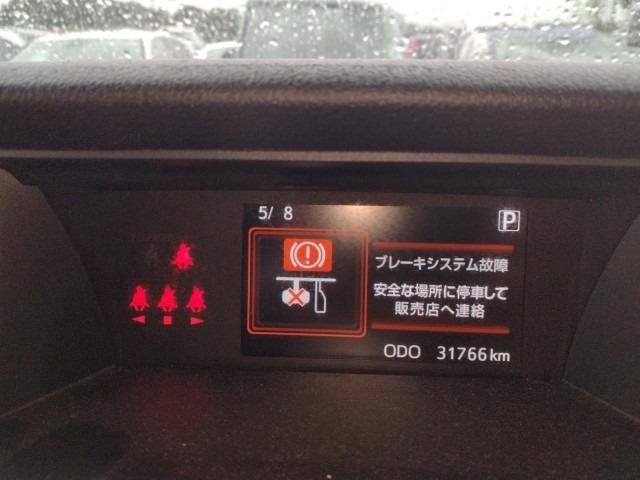 5/ 8
P
ブレーキシステム故障
安全な場所に停車して
販売店へ連絡
ODO 31766km